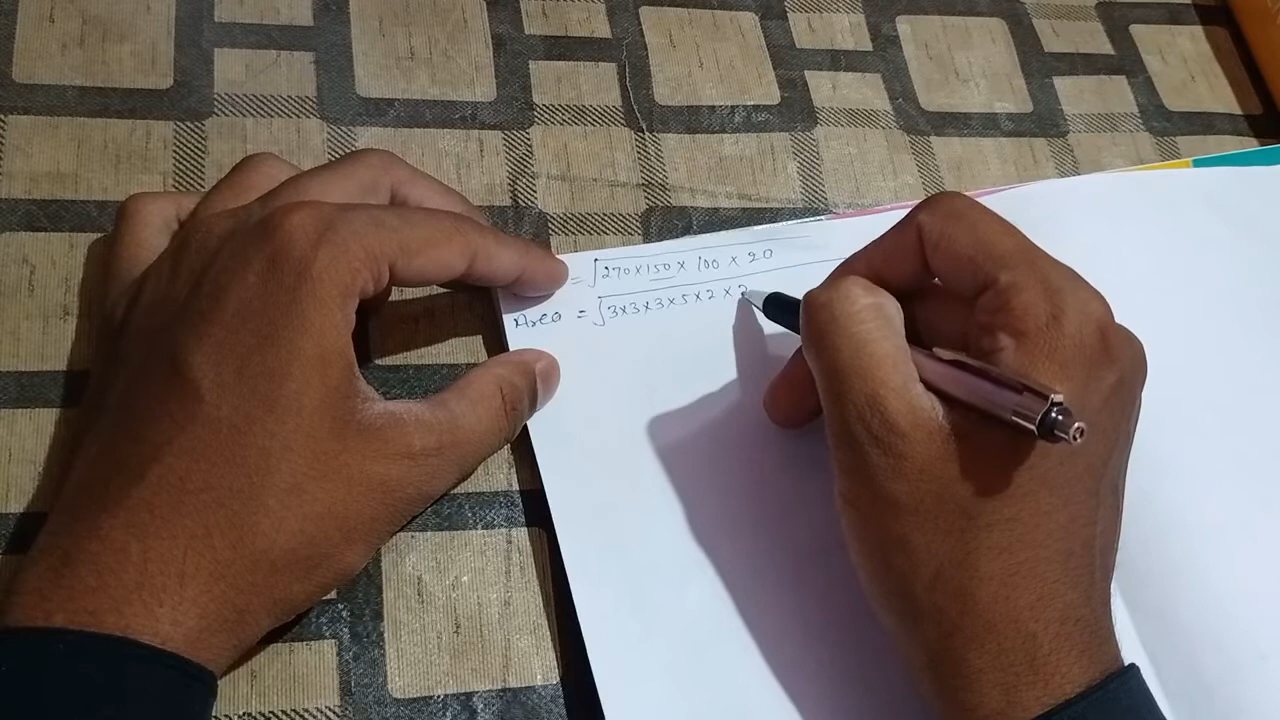 = √270×150 × 100 × 20
Area = √3×3×3×5×2×2